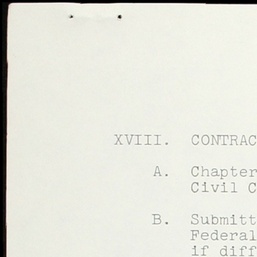 XVIII. CONTRAC
A. Chapter
Civil C
B. Submitt
Federal
if diff